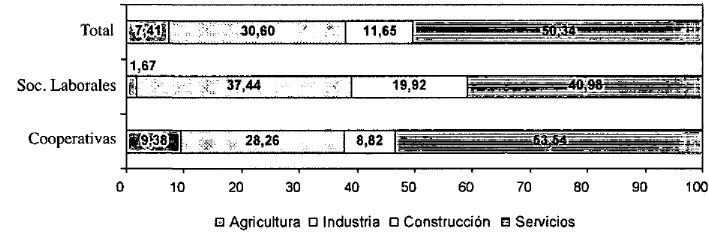 Total 7,41 30,60 11,65 50,34
1,67
Soc. Laborales 37,44 19,92 40,98
Cooperativas 9,38 28,26 8,82 53,54
0 10 20 30 40 50 60 70 80 90 100
Agricultura Industria Construcción Servicios